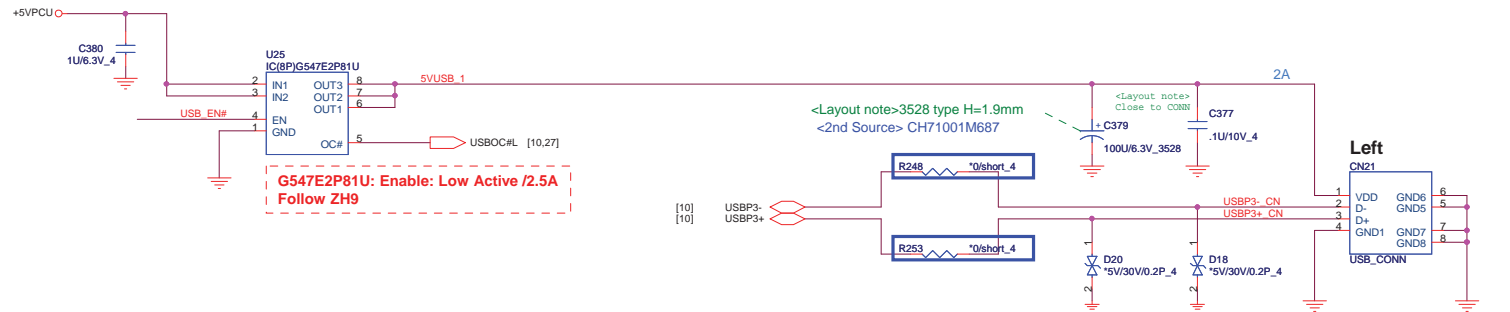 +5VPCU
C380
1U/6.3V_4
U25
IC(8P)G547E2P81U
2
IN1
OUT3
8
3
IN2
OUT2
7
OUT1
6
USB_EN#
4
EN
1
GND
OC#
5
USBOC#L [10,27]
5VUSB_1
G547E2P81U: Enable: Low Active /2.5A
Follow ZH9
2A
<Layout note>3528 type H=1.9mm
<2nd Source> CH71001M687
+
C379
100U/6.3V_3528
<Layout note>
Close to CONN
C377
.1U/10V_4
R248
*0/short_4
[10] USBP3-
[10] USBP3+
R253
*0/short_4
USBP3-_CN
USBP3+_CN
1
D20
*5V/30V/0.2P_4
2
1
D18
*5V/30V/0.2P_4
2
Left
CN21
1
VDD
GND6
6
2
D-
GND5
5
3
D+
4
GND1
GND7
7
GND8
8
USB_CONN